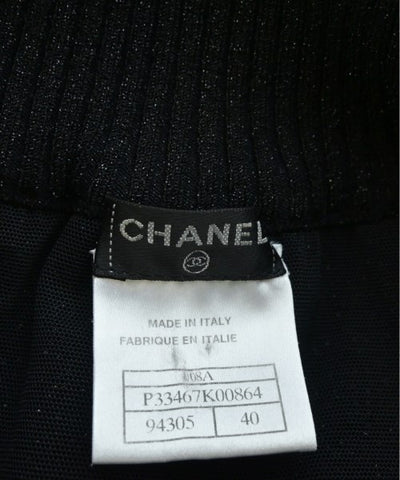 CHANEL
MADE IN ITALY
FABRIQUE EN ITALIE
08A
P33467K00864
94305 40